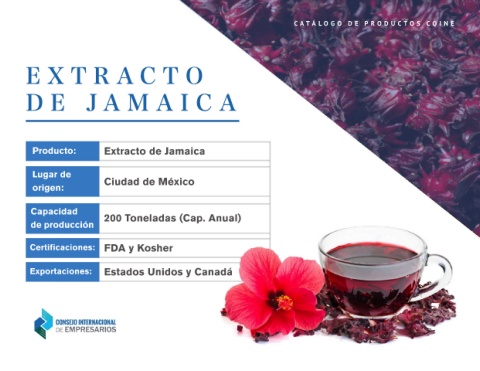 CATÁLOGO DE PRODUCTOS COINE
EXTRACTO
DE JAMAICA
Producto: Extracto de Jamaica
Lugar de
origen: Ciudad de México
Capacidad
de producción 200 Toneladas (Cap. Anual)
Certificaciones: FDA y Kosher
Exportaciones: Estados Unidos y Canadá
CONSEJO INTERNACIONAL
DE EMPRESARIOS